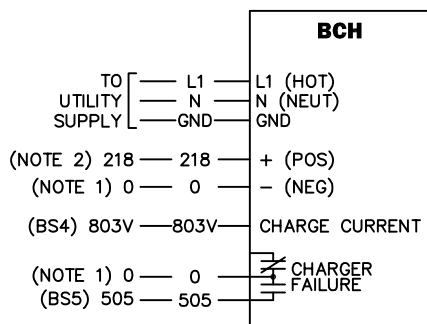 BCH
TO L1 L1 (HOT)
UTILITY N N (NEUT)
SUPPLY GND GND
(NOTE 2) 218 218 + (POS)
(NOTE 1) 0 0 - (NEG)
(BS4) 803V 803V CHARGE CURRENT
CHARGER
(NOTE 1) 0 0 FAILURE
(BS5) 505 505